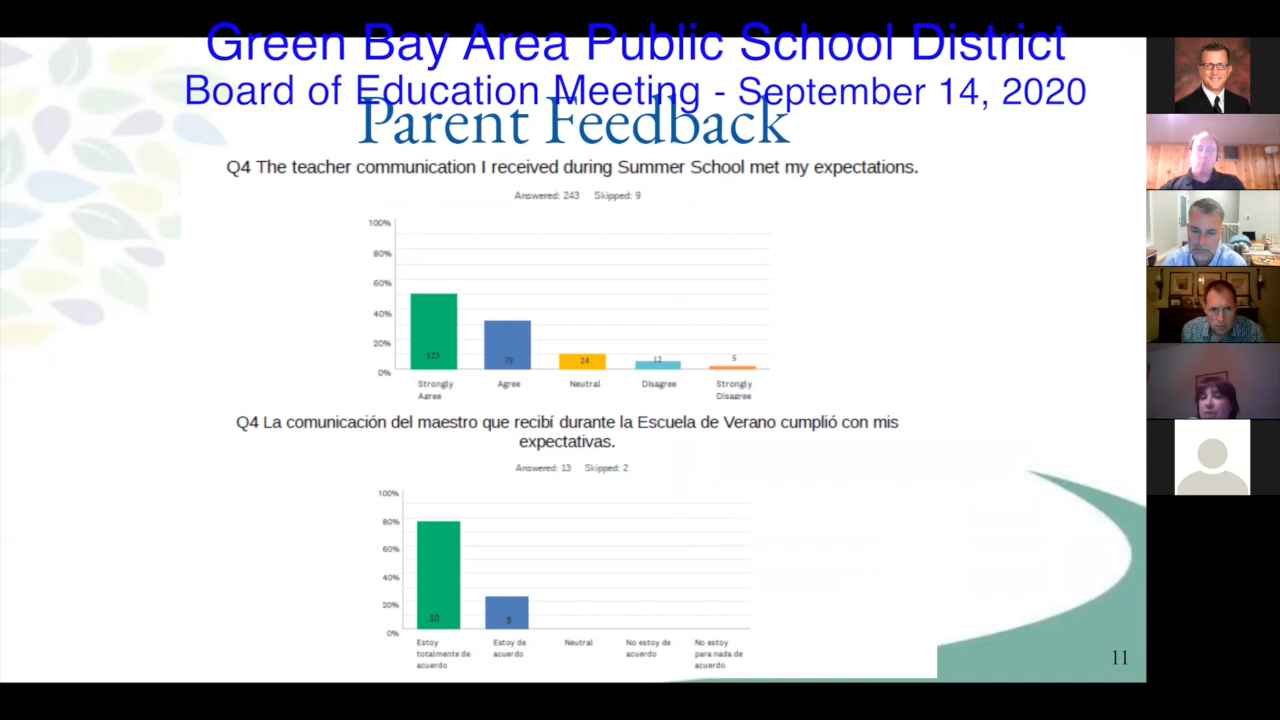 Green Bay Area Public School District
Board of Education Meeting - September 14, 2020
Parent Feedback
Q4 The teacher communication I received during Summer School met my expectations.
Answered: 243 Skipped: 9
100%
80%
60%
40%
20%
0%
123
79
24
12
5
Strongly Agree
Agree
Neutral
Disagree
Strongly Disagree
Q4 La comunicación del maestro que recibí durante la Escuela de Verano cumplió con mis
expectativas.
Answered: 13 Skipped: 2
100%
80%
60%
40%
20%
0%
10
3
Estoy totalmente de acuerdo
Estoy de acuerdo
Neutral
No estoy de acuerdo
No estoy para nada de acuerdo
11